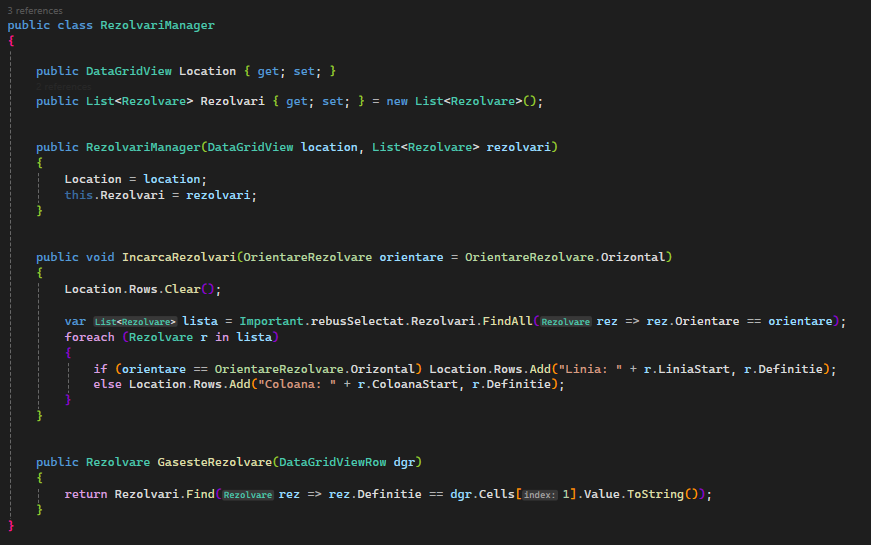 3 references
public class RezolvariManager
{
public DataGridView Location { get; set; }
2 references
public List<Rezolvare> Rezolvari { get; set; } = new List<Rezolvare>();
public RezolvariManager(DataGridView location, List<Rezolvare> rezolvari)
{
Location = location;
this.Rezolvari = rezolvari;
}
public void IncarcaRezolvari(OrientareRezolvare orientare = OrientareRezolvare.Orizontal)
{
Location.Rows.Clear();
var List<Rezolvare> lista = Important.rebusSelectat.Rezolvari.FindAll(Rezolvare rez => rez.Orientare == orientare);
foreach (Rezolvare r in lista)
{
if (orientare == OrientareRezolvare.Orizontal) Location.Rows.Add("Linia: " + r.LiniaStart, r.Definitie);
else Location.Rows.Add("Coloana: " + r.ColoanaStart, r.Definitie);
}
}
public Rezolvare GasesteRezolvare(DataGridViewRow dgr)
{
return Rezolvari.Find(Rezolvare rez => rez.Definitie == dgr.Cells[index: 1].Value.ToString());
}
}